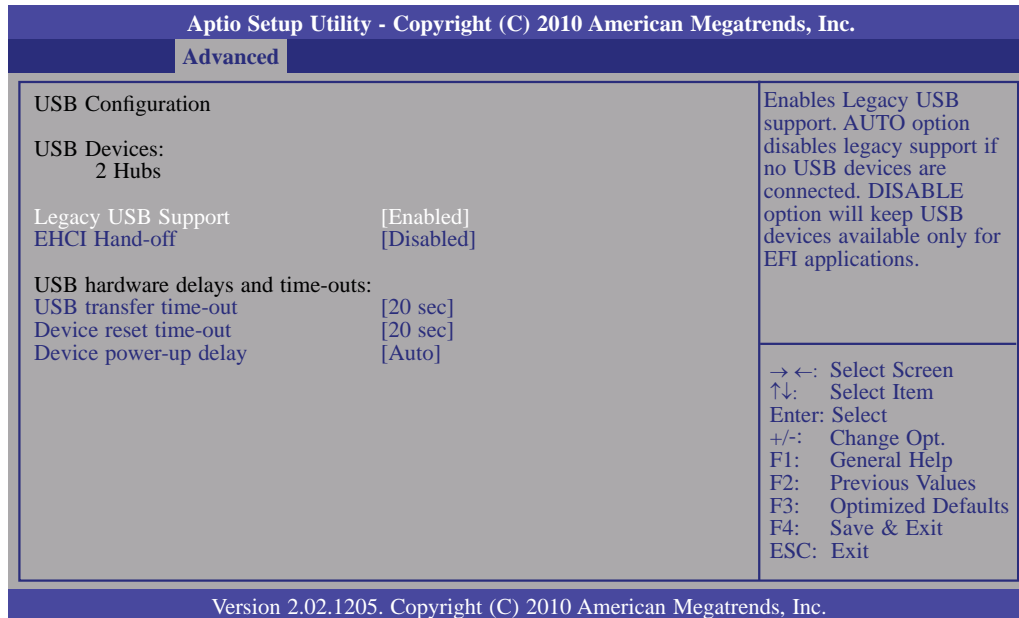 Aptio Setup Utility - Copyright (C) 2010 American Megatrends, Inc.
Advanced
USB Configuration
USB Devices:
2 Hubs
Legacy USB Support [Enabled]
EHCI Hand-off [Disabled]
USB hardware delays and time-outs:
USB transfer time-out [20 sec]
Device reset time-out [20 sec]
Device power-up delay [Auto]
Enables Legacy USB
support. AUTO option
disables legacy support if
no USB devices are
connected. DISABLE
option will keep USB
devices available only for
EFI applications.
→ ←: Select Screen
↑↓: Select Item
Enter: Select
+/-: Change Opt.
F1: General Help
F2: Previous Values
F3: Optimized Defaults
F4: Save & Exit
ESC: Exit
Version 2.02.1205. Copyright (C) 2010 American Megatrends, Inc.